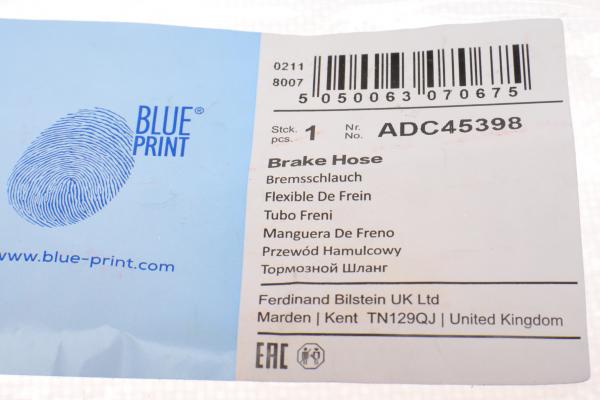 BLUE®
PRINT
www.blue-print.com
0211
8007
5 050063 070675
Stck. pcs. 1 Nr. No. ADC45398
Brake Hose
Bremsschlauch
Flexible De Frein
Tubo Freni
Manguera De Freno
Przewód Hamulcowy
Тормозной Шланг
Ferdinand Bilstein UK Ltd
Marden | Kent TN129QJ | United Kingdom
EAC